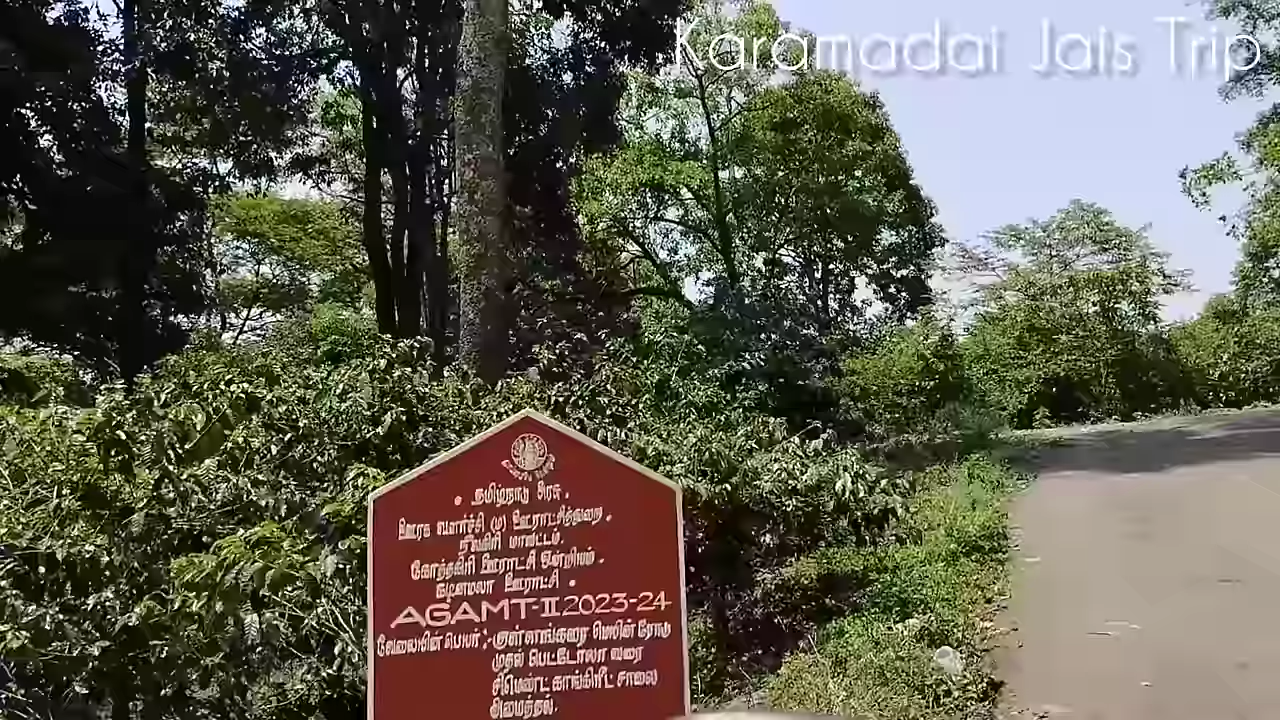 Karamadai Jais Trip
தமிழ்நாடு அரசு.
ஊரக வளர்ச்சி (ம) ஊராட்சித்துறை.
நீலகிரி மாவட்டம்.
கோத்தகிரி ஊராட்சி ஒன்றியம்.
ஊராட்சி.
AGAMT-II 2023-24
வேலையின் பெயர்:- மெயின் ரோடு
முதல் பெட்டோலா வரை
சிமெண்ட் காங்கிரீட் சாலை
அமைத்தல்.